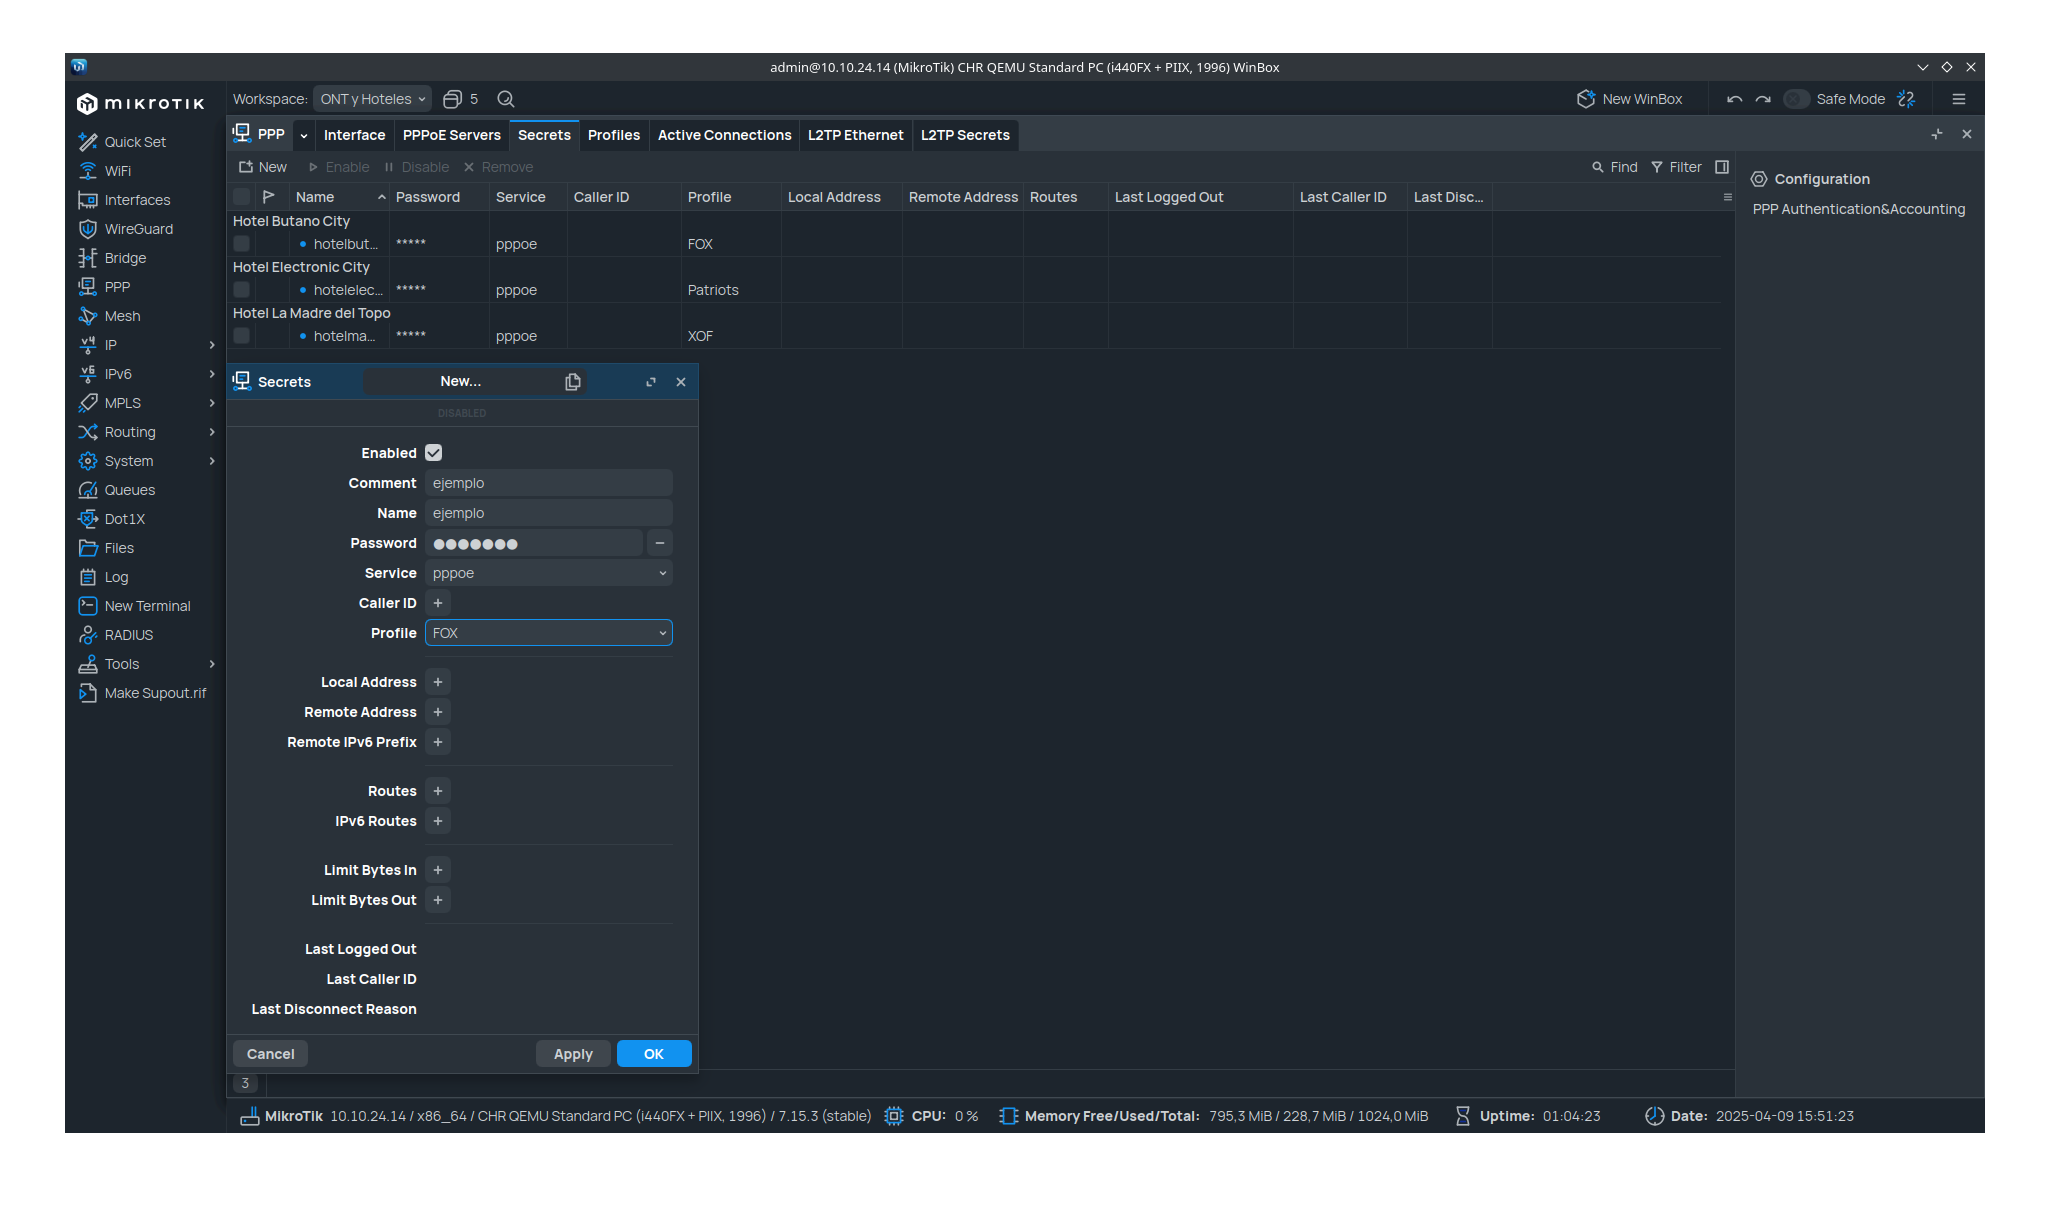 admin@10.10.24.14 (MikroTik) CHR QEMU Standard PC (i440FX + PIIX, 1996) WinBox
mikrotik
Workspace: ONT y Hoteles 5 New WinBox Safe Mode
Quick Set
WiFi
Interfaces
WireGuard
Bridge
PPP
Mesh
IP
IPv6
MPLS
Routing
System
Queues
Dot1X
Files
Log
New Terminal
RADIUS
Tools
Make Supout.rif
PPP Interface PPPoE Servers Secrets Profiles Active Connections L2TP Ethernet L2TP Secrets
New Enable Disable Remove Find Filter
Name Password Service Caller ID Profile Local Address Remote Address Routes Last Logged Out Last Caller ID Last Disc...
Hotel Butano City
hotelbut... ***** pppoe FOX
Hotel Electronic City
hotelelec... ***** pppoe Patriots
Hotel La Madre del Topo
hotelma... ***** pppoe XOF
Configuration
PPP Authentication&Accounting
Secrets New...
DISABLED
Enabled
Comment ejemplo
Name ejemplo
Password ●●●●●●●
Service pppoe
Caller ID +
Profile FOX
Local Address +
Remote Address +
Remote IPv6 Prefix +
Routes +
IPv6 Routes +
Limit Bytes In +
Limit Bytes Out +
Last Logged Out
Last Caller ID
Last Disconnect Reason
Cancel Apply OK
3
MikroTik 10.10.24.14 / x86_64 / CHR QEMU Standard PC (i440FX + PIIX, 1996) / 7.15.3 (stable) CPU: 0 % Memory Free/Used/Total: 795,3 MiB / 228,7 MiB / 1024,0 MiB Uptime: 01:04:23 Date: 2025-04-09 15:51:23